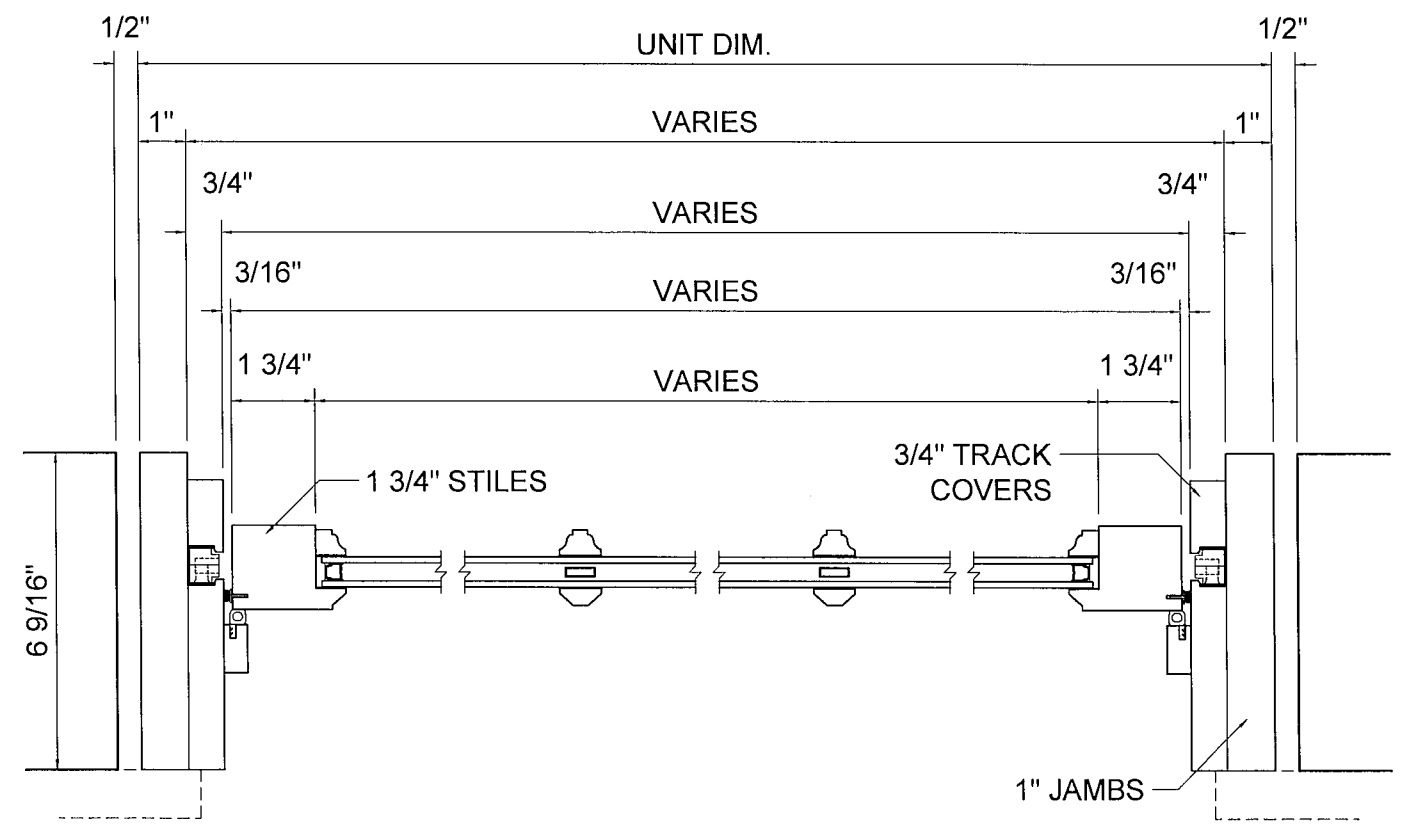 1/2" UNIT DIM. 1/2"
1" VARIES 1"
3/4" VARIES 3/4"
3/16" VARIES 3/16"
1 3/4" VARIES 1 3/4"
1 3/4" STILES
3/4" TRACK
COVERS
6 9/16"
1" JAMBS